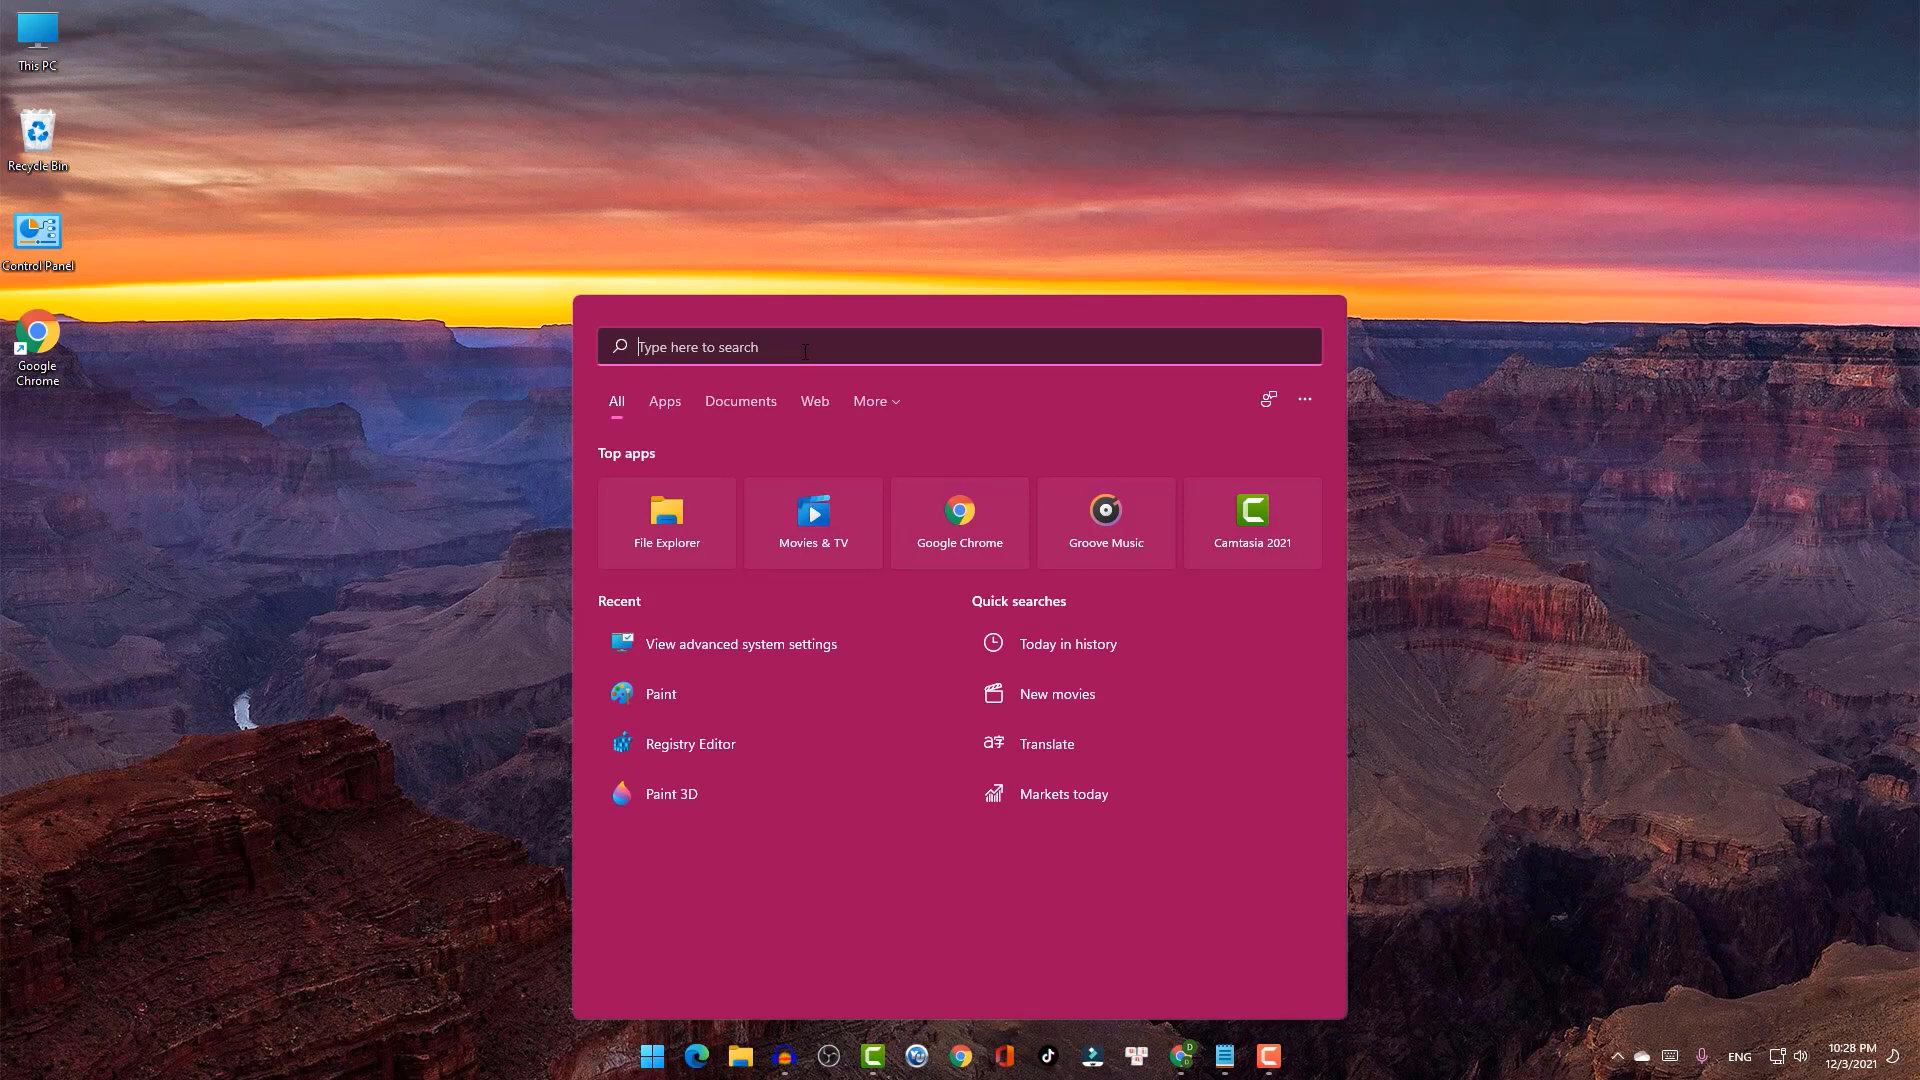 This PC
Recycle Bin
Control Panel
Google
Chrome
Type here to search
All Apps Documents Web More
Top apps
File Explorer Movies & TV Google Chrome Groove Music Camtasia 2021
Recent
View advanced system settings
Paint
Registry Editor
Paint 3D
Quick searches
Today in history
New movies
Translate
Markets today
ENG
10:28 PM
12/3/2021